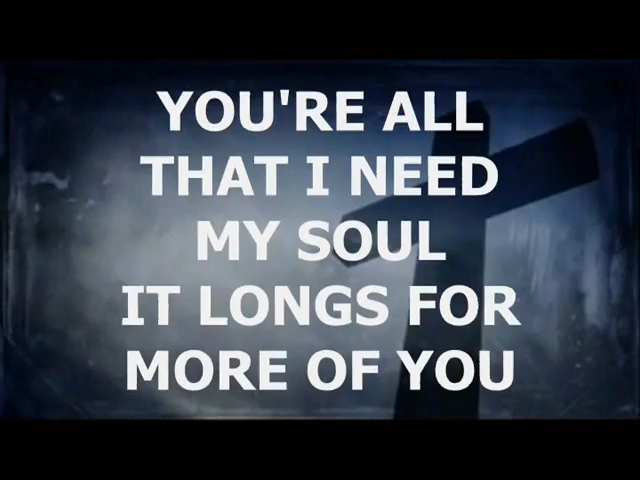 YOU'RE ALL
THAT I NEED
MY SOUL
IT LONGS FOR
MORE OF YOU